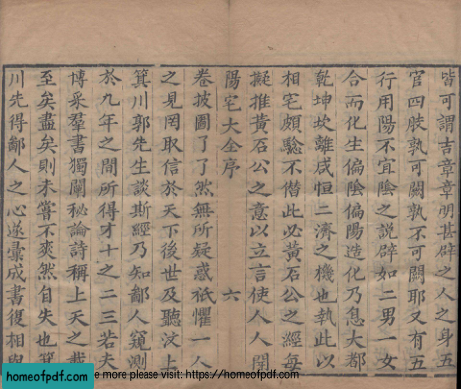 皆可謂吉章章明甚辟之人之身五
官四肢孰可闕孰不可闕耶又有五
行用陽不宜陰之說辟如二男一女
合而化生偏陰偏陽造化乃息大都
乾坤坎離咸恒二濟之機也執此以
相宅頗驗不僭此必黃石公之經每
擬推黃石公之意以立言使人人開
陽宅大全序 六
卷披圖了了然無所疑惑祇懼一人
之見罔取信於天下後世及聽汶上
箕川郭先生談斯經乃知鄙人窺測
於九年之間所得才十之二三若夫
博采羣書獨闡秘論詩稱上天之載
至矣盡矣則未嘗不爽然自失也箕
川先得鄙人之心遂彙成書復相與
homeofpdf.com
e more please visit: https://homeofpdf.com